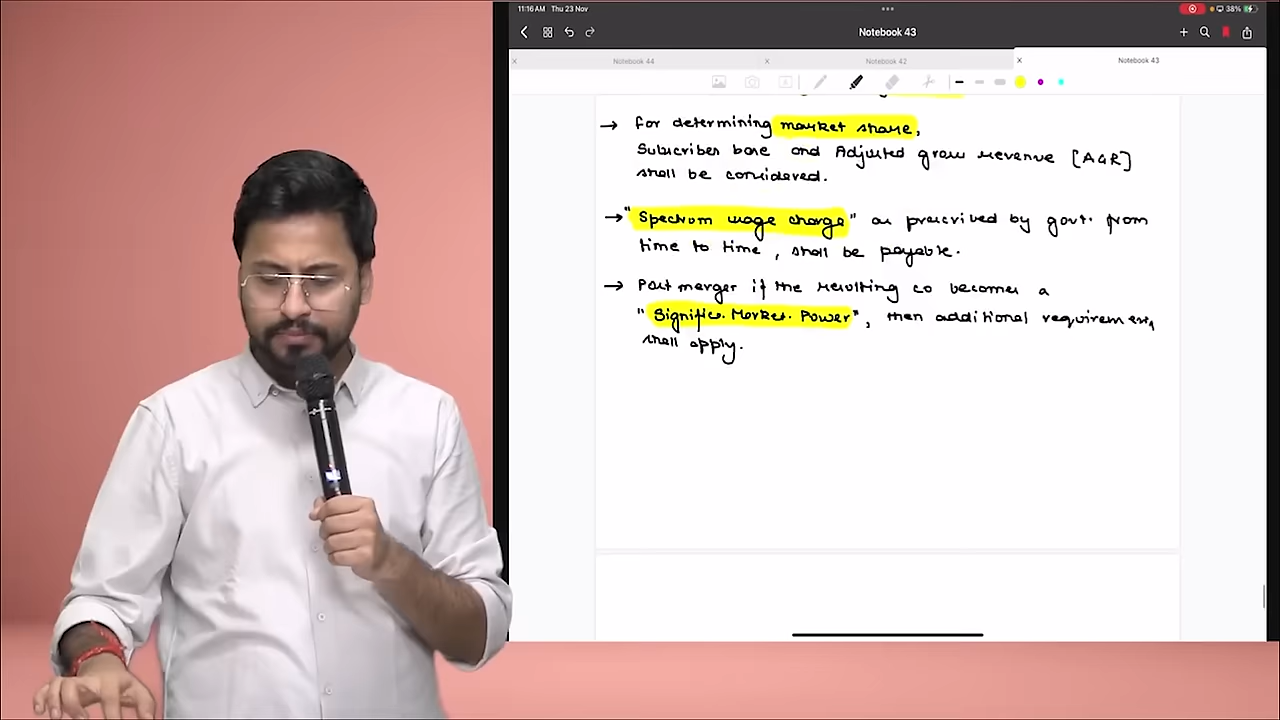 11:16 AM Thu 23 Nov
38%
Notebook 43
Notebook 44
Notebook 42
Notebook 43
→ for determining market share,
Subscriber base and Adjusted gross revenue [AGR]
shall be considered.
→ "Spectrum usage charge" as prescribed by govt. from
time to time, shall be payable.
→ Post merger if the resulting co becomes a
"Significo. Market. Power", then additional requirements
shall apply.